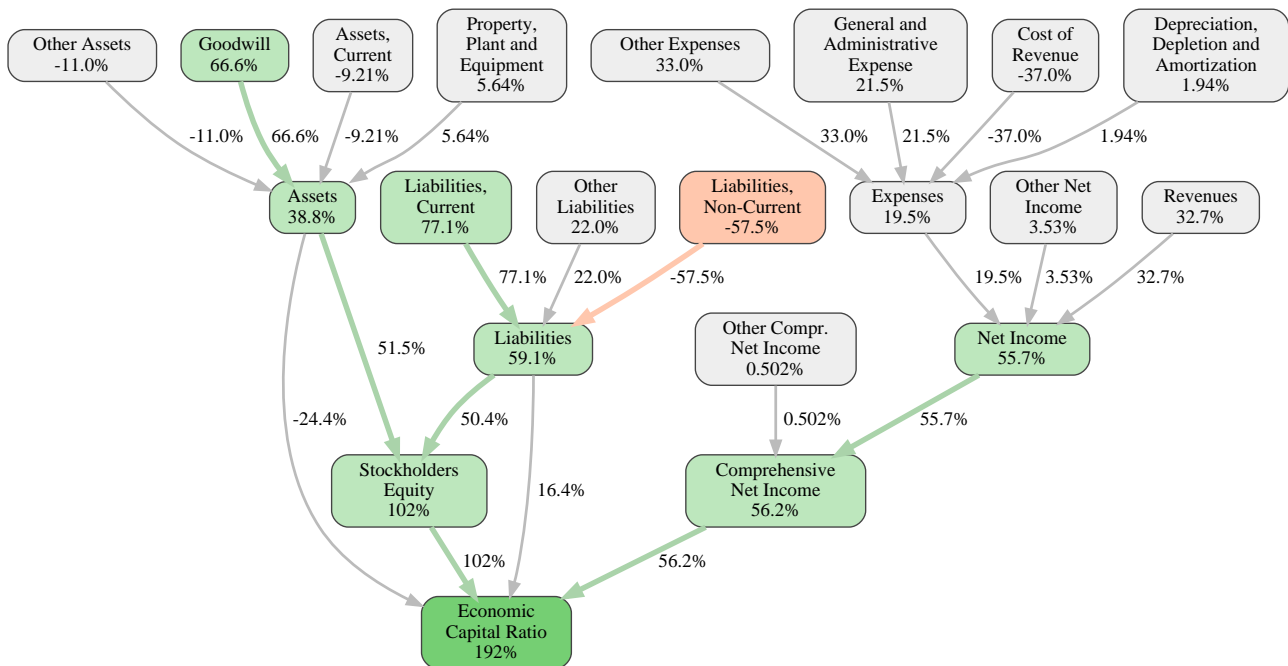 Other Assets
-11.0%
Goodwill
66.6%
Assets,
Current
-9.21%
Property,
Plant and
Equipment
5.64%
Other Expenses
33.0%
General and
Administrative
Expense
21.5%
Cost of
Revenue
-37.0%
Depreciation,
Depletion and
Amortization
1.94%
-11.0%
66.6%
-9.21%
5.64%
33.0%
21.5%
-37.0%
1.94%
Assets
38.8%
Liabilities,
Current
77.1%
Other
Liabilities
22.0%
Liabilities,
Non-Current
-57.5%
Expenses
19.5%
Other Net
Income
3.53%
Revenues
32.7%
77.1%
22.0%
-57.5%
19.5%
3.53%
32.7%
51.5%
Liabilities
59.1%
Other Compr.
Net Income
0.502%
Net Income
55.7%
-24.4%
50.4%
0.502%
55.7%
Stockholders
Equity
102%
16.4%
Comprehensive
Net Income
56.2%
102%
56.2%
Economic
Capital Ratio
192%